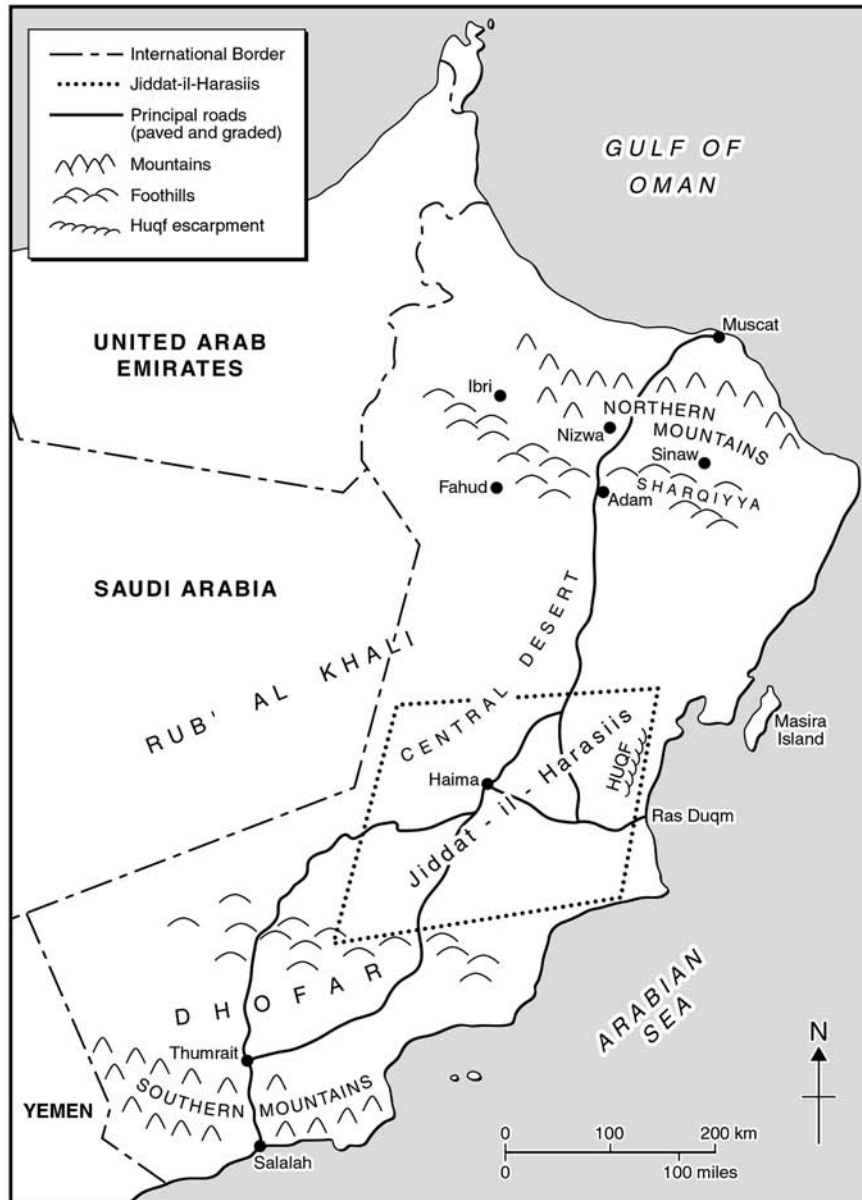 International Border
Jiddat-il-Harasiis
Principal roads
(paved and graded)
Mountains
Foothills
Huqf escarpment
GULF OF
OMAN
UNITED ARAB
EMIRATES
Muscat
Ibri
NORTHERN
MOUNTAINS
Nizwa
Sinaw
Fahud
Adam
SHARQIYYA
SAUDI ARABIA
RUB' AL KHALI
CENTRAL DESERT
Masira
Island
HUQF
Haima
Jiddat - il - Harasiis
Ras Duqm
DHOFAR
ARABIAN
SEA
N
Thumrait
SOUTHERN MOUNTAINS
YEMEN
Salalah
0 100 200 km
0 100 miles